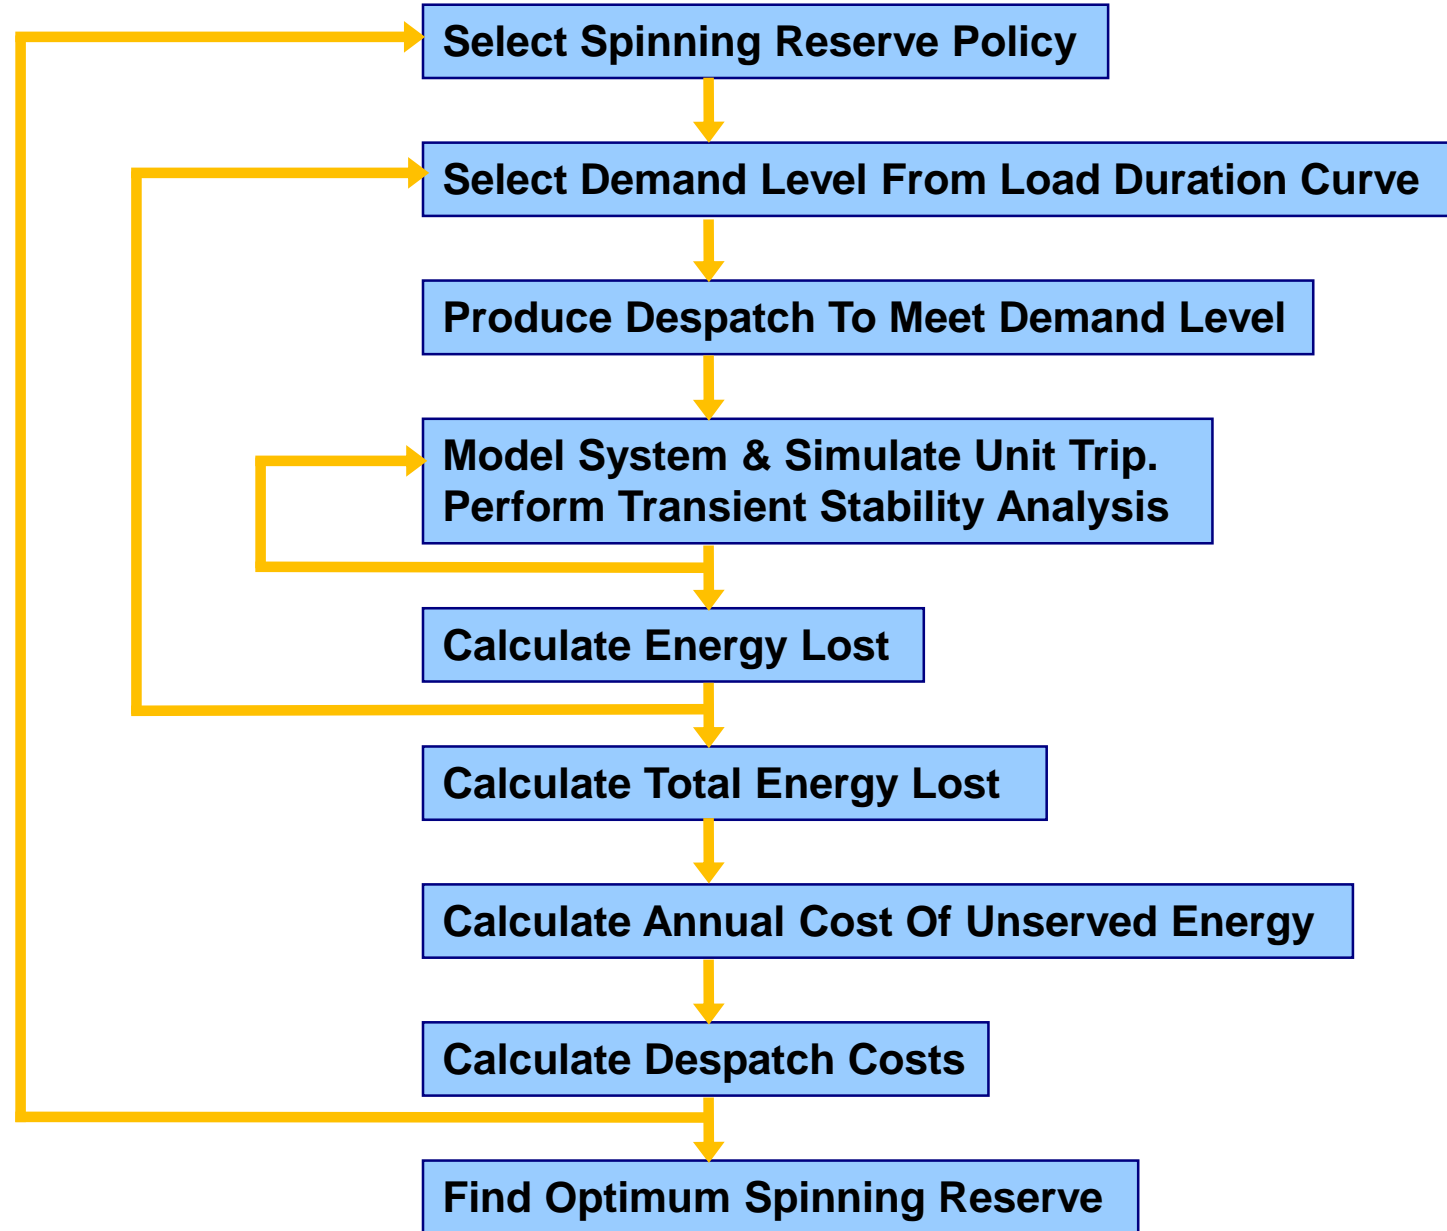 Select Spinning Reserve Policy
Select Demand Level From Load Duration Curve
Produce Despatch To Meet Demand Level
Model System & Simulate Unit Trip.
Perform Transient Stability Analysis
Calculate Energy Lost
Calculate Total Energy Lost
Calculate Annual Cost Of Unserved Energy
Calculate Despatch Costs
Find Optimum Spinning Reserve